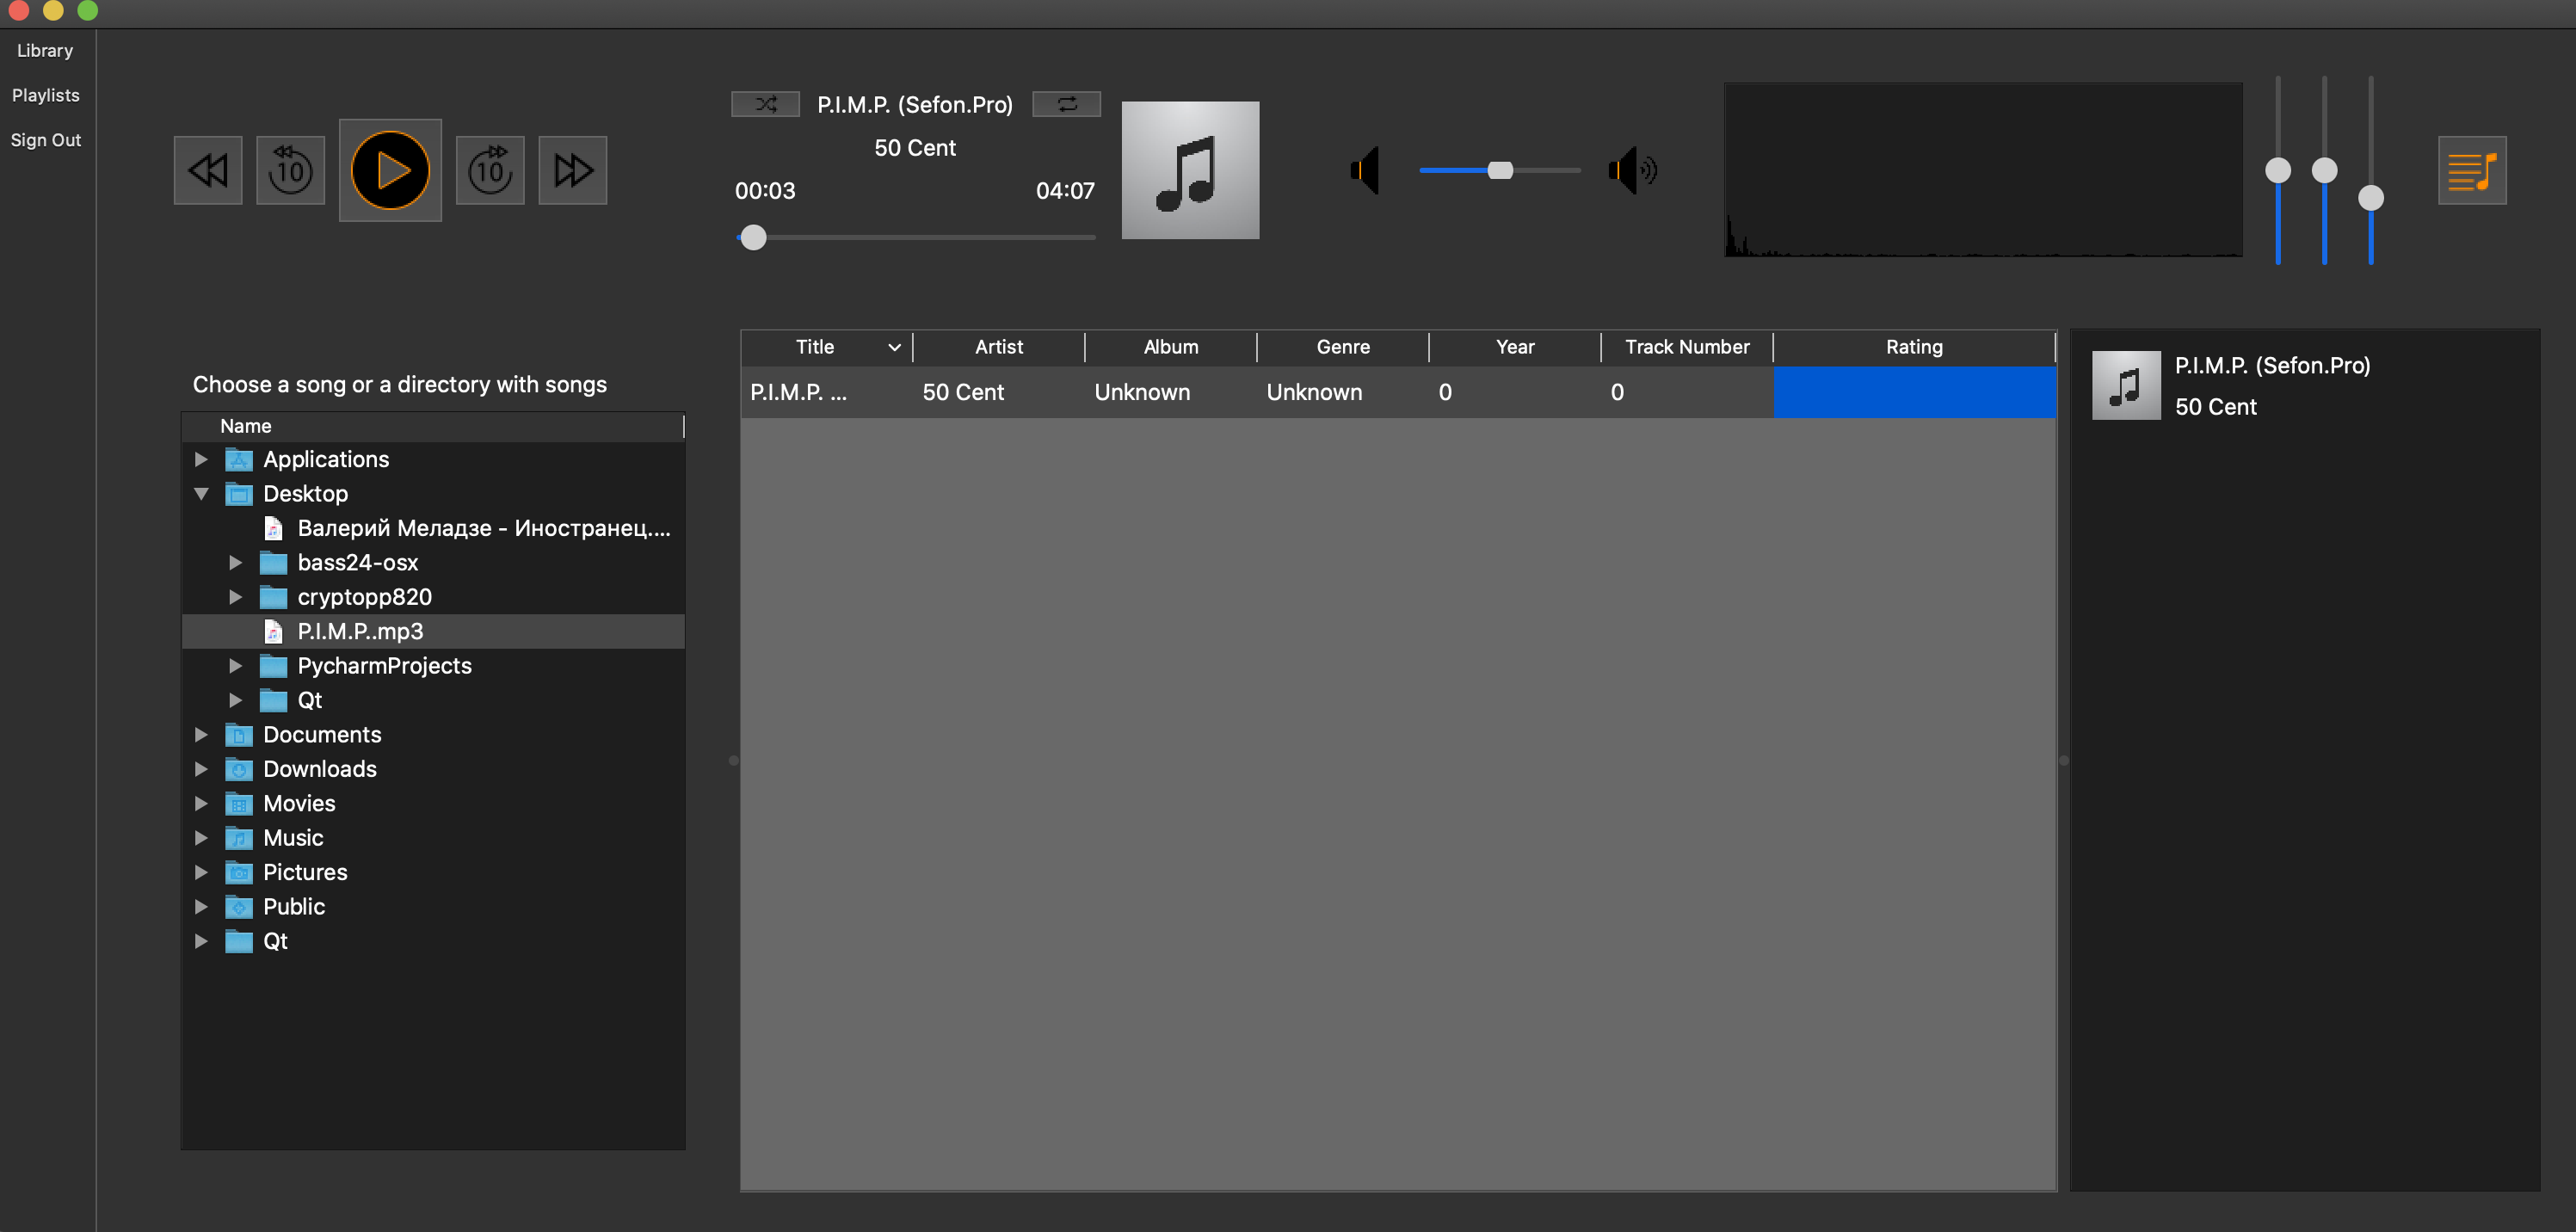 Library
Playlists
Sign Out
10
10
P.I.M.P. (Sefon.Pro)
50 Cent
00:03 04:07
Choose a song or a directory with songs
Name
Applications
Desktop
Валерий Меладзе - Иностранец....
bass24-osx
cryptopp820
P.I.M.P..mp3
PycharmProjects
Qt
Documents
Downloads
Movies
Music
Pictures
Public
Qt
Title Artist Album Genre Year Track Number Rating
P.I.M.P. ... 50 Cent Unknown Unknown 0 0
P.I.M.P. (Sefon.Pro)
50 Cent